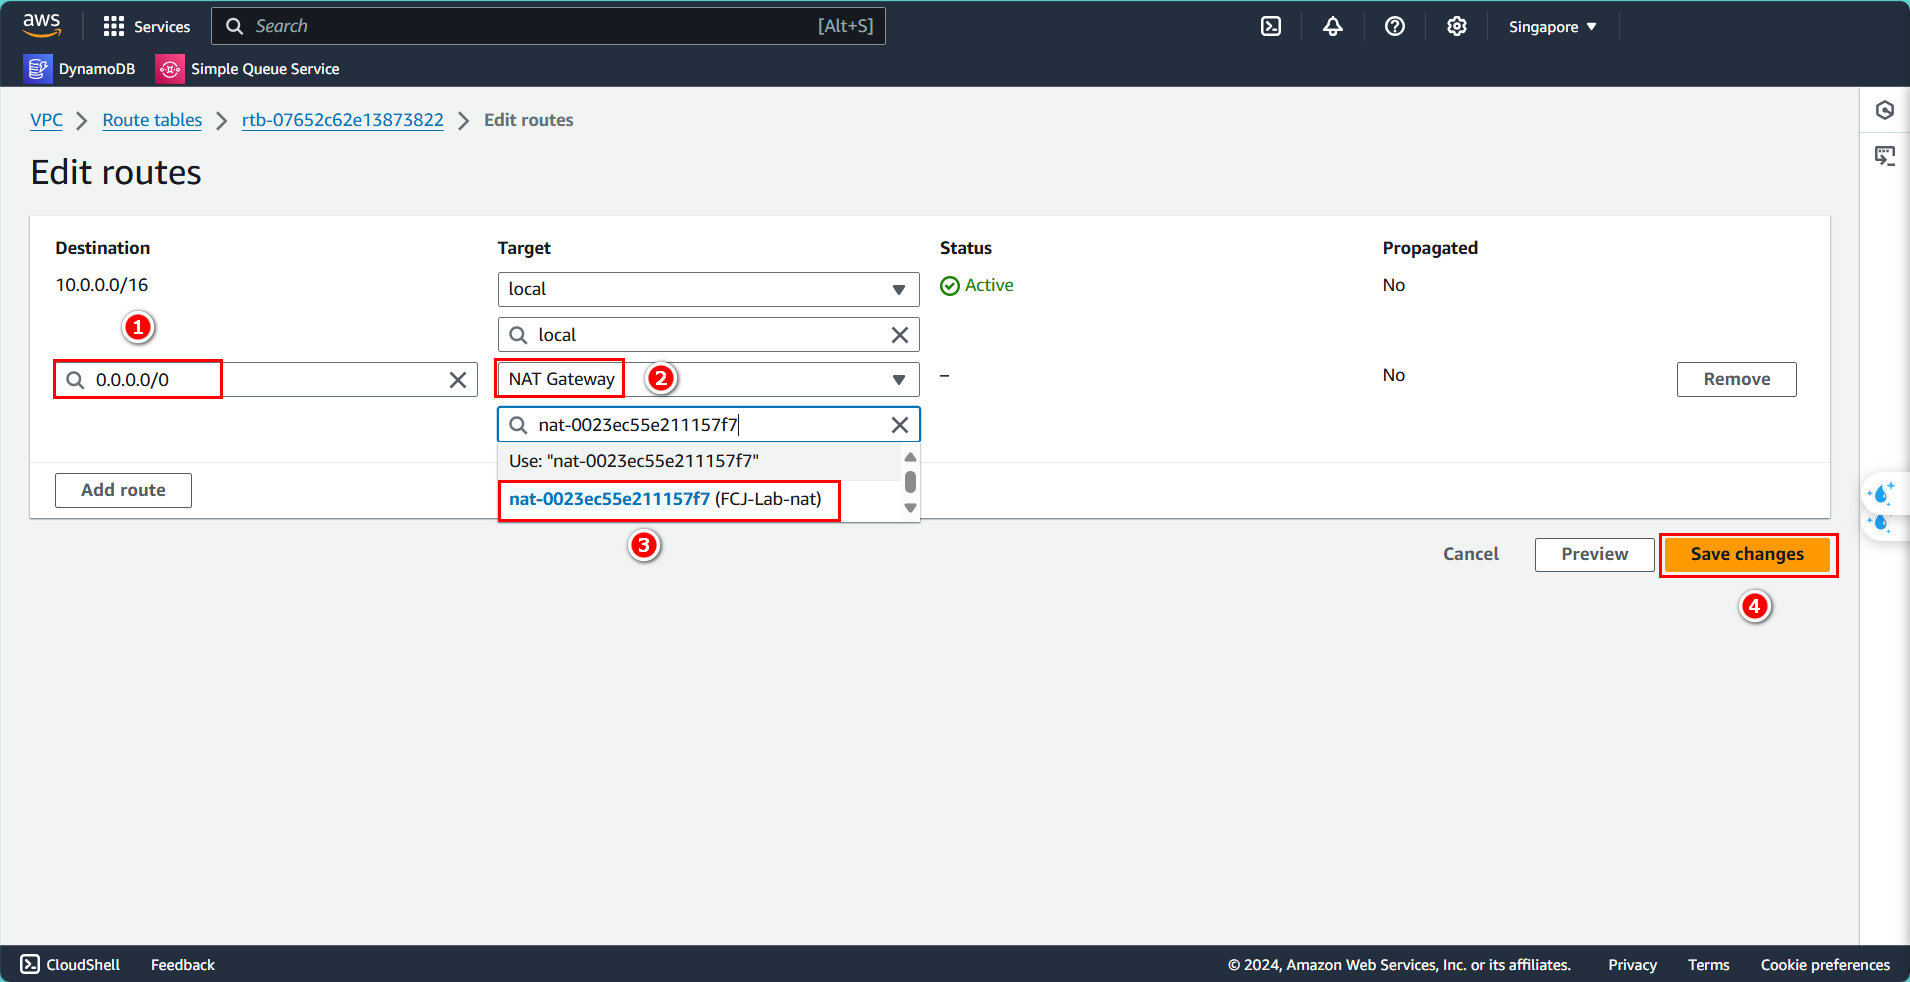 aws Services Search [Alt+S] Singapore
DynamoDB Simple Queue Service
VPC Route tables rtb-07652c62e13873822 Edit routes
Edit routes
Destination Target Status Propagated
10.0.0.0/16 local Active No
1
local
0.0.0.0/0 NAT Gateway 2 – No Remove
nat-0023ec55e211157f7
Use: "nat-0023ec55e211157f7"
Add route
nat-0023ec55e211157f7 (FCJ-Lab-nat)
3
Cancel Preview Save changes
4
CloudShell Feedback © 2024, Amazon Web Services, Inc. or its affiliates. Privacy Terms Cookie preferences